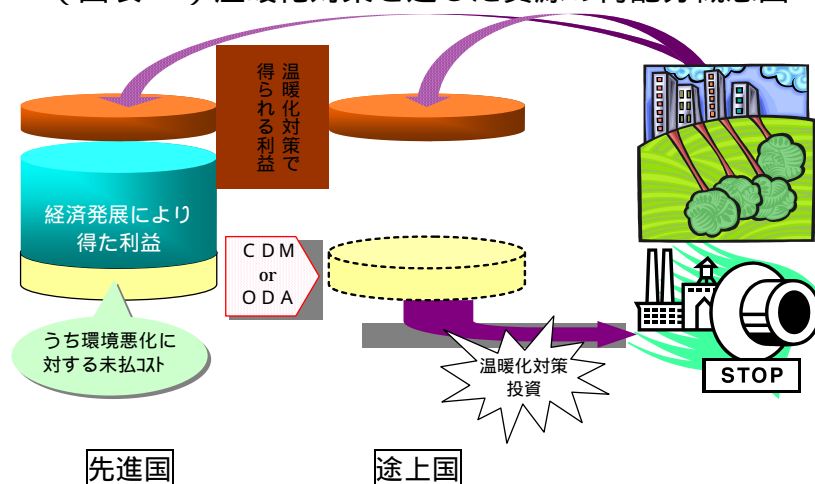 温暖化対策で
得られる利益
経済発展により
得た利益
ＣＤＭ
or
ＯＤＡ
うち環境悪化に
対する未払ｺｽﾄ
温暖化対策
投資
STOP
先進国
途上国